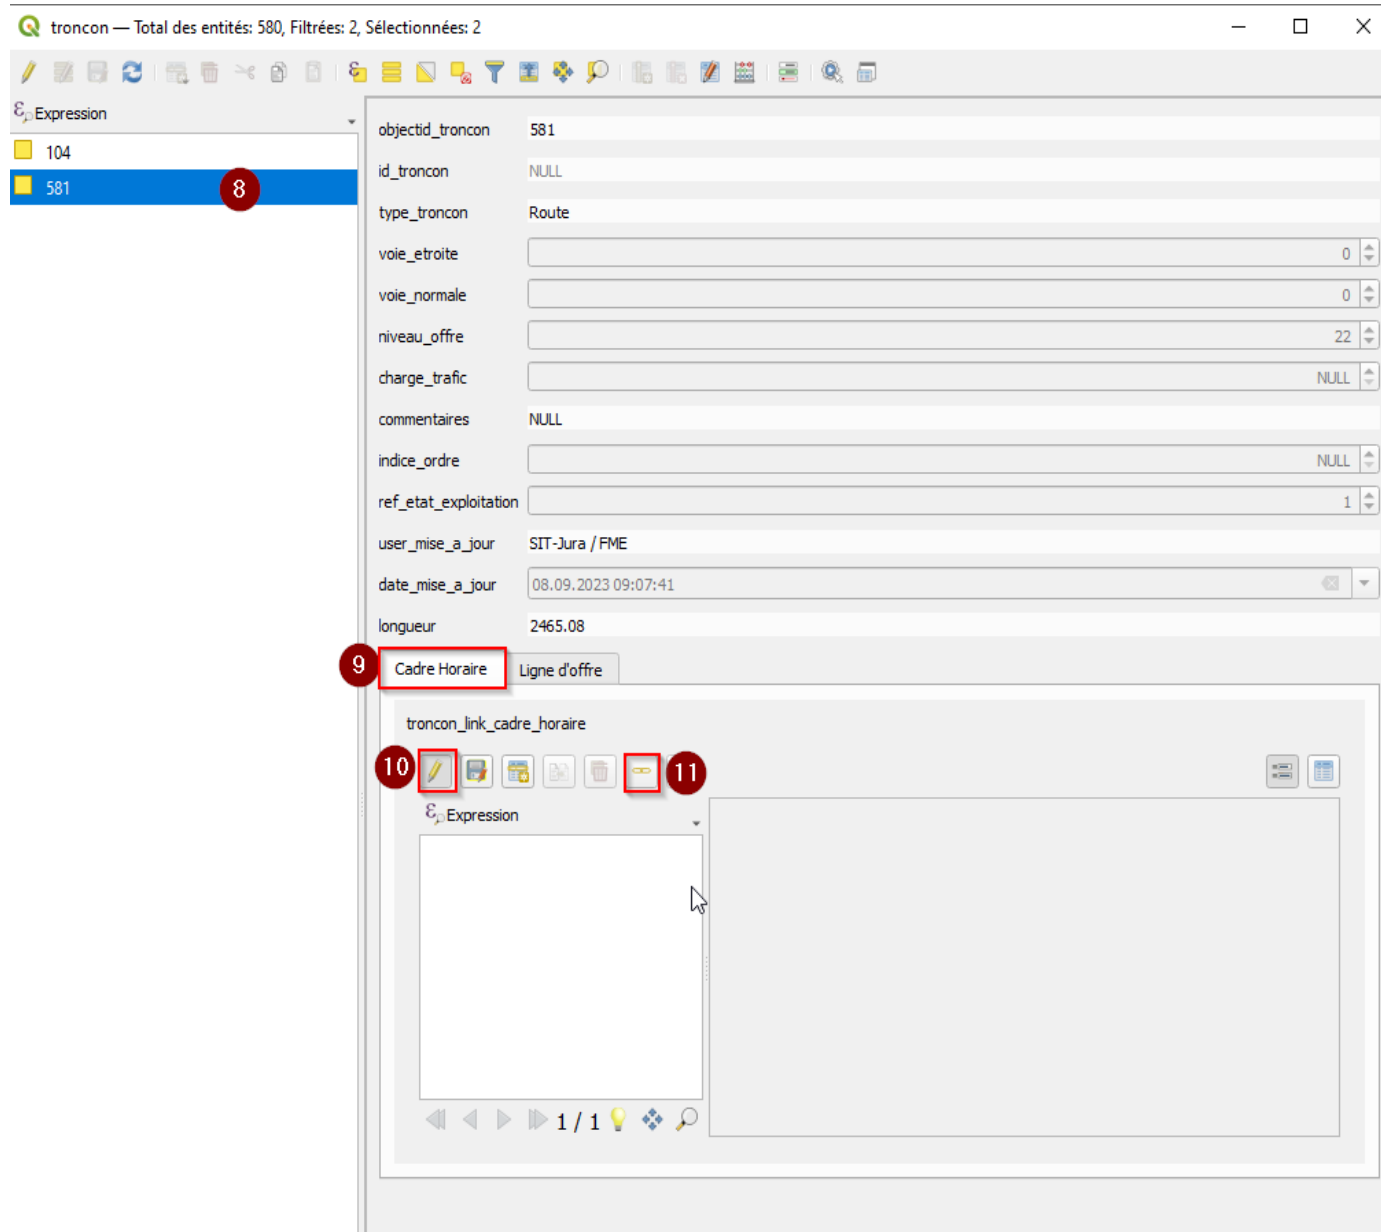 troncon — Total des entités: 580, Filtrées: 2, Sélectionnées: 2
Expression
104
581
8
objectid_troncon 581
id_troncon NULL
type_troncon Route
voie_etroite 0
voie_normale 0
niveau_offre 22
charge_trafic NULL
commentaires NULL
indice_ordre NULL
ref_etat_exploitation 1
user_mise_a_jour SIT-Jura / FME
date_mise_a_jour 08.09.2023 09:07:41
longueur 2465.08
9 Cadre Horaire Ligne d'offre
troncon_link_cadre_horaire
10 11
Expression
1 / 1